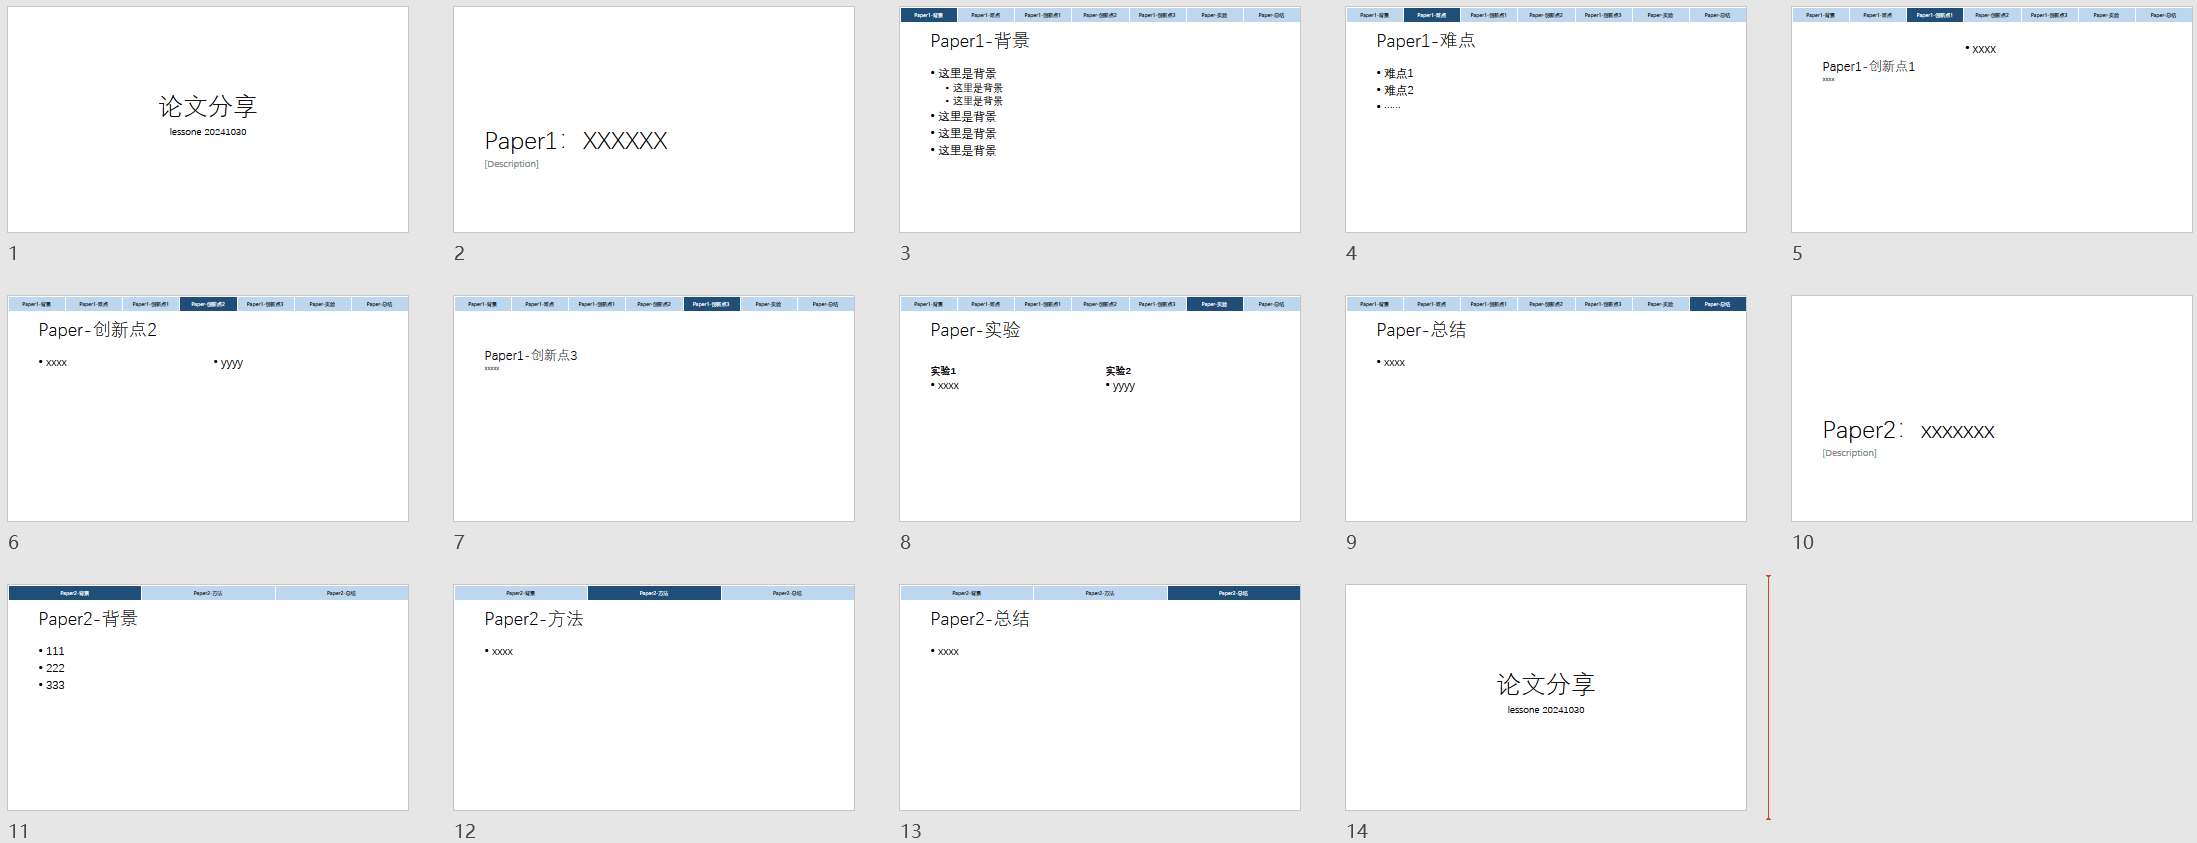 论文分享
lessone 20241030
1
Paper1：XXXXXX
[Description]
2
Paper1-背景 Paper1-难点 Paper1-创新点1 Paper-创新点2 Paper1-创新点3 Paper-实验 Paper-总结
Paper1-背景
• 这里是背景
• 这里是背景
• 这里是背景
• 这里是背景
• 这里是背景
• 这里是背景
3
Paper1-背景 Paper1-难点 Paper1-创新点1 Paper-创新点2 Paper1-创新点3 Paper-实验 Paper-总结
Paper1-难点
• 难点1
• 难点2
• ……
4
Paper1-背景 Paper1-难点 Paper1-创新点1 Paper-创新点2 Paper1-创新点3 Paper-实验 Paper-总结
Paper1-创新点1
xxxx
• xxxx
5
Paper1-背景 Paper1-难点 Paper1-创新点1 Paper-创新点2 Paper1-创新点3 Paper-实验 Paper-总结
Paper-创新点2
• xxxx
• yyyy
6
Paper1-背景 Paper1-难点 Paper1-创新点1 Paper-创新点2 Paper1-创新点3 Paper-实验 Paper-总结
Paper1-创新点3
xxxxx
7
Paper1-背景 Paper1-难点 Paper1-创新点1 Paper-创新点2 Paper1-创新点3 Paper-实验 Paper-总结
Paper-实验
实验1
• xxxx
实验2
• yyyy
8
Paper1-背景 Paper1-难点 Paper1-创新点1 Paper-创新点2 Paper1-创新点3 Paper-实验 Paper-总结
Paper-总结
• xxxx
9
Paper2：xxxxxxx
[Description]
10
Paper2-背景 Paper2-方法 Paper2-总结
Paper2-背景
• 111
• 222
• 333
11
Paper2-背景 Paper2-方法 Paper2-总结
Paper2-方法
• xxxx
12
Paper2-背景 Paper2-方法 Paper2-总结
Paper2-总结
• xxxx
13
论文分享
lessone 20241030
14